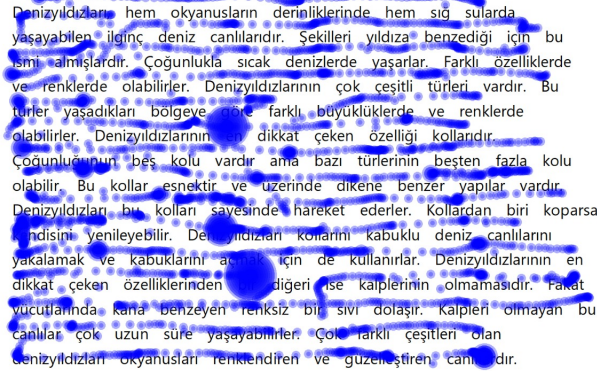 Denizyıldızları hem okyanusların derinliklerinde hem sığ sularda
yaşayabilen ilginç deniz canlılarıdır. Şekilleri yıldıza benzediği için bu
ismi almışlardır. Çoğunlukla sıcak denizlerde yaşarlar. Farklı özelliklerde
ve renklerde olabilirler. Denizyıldızlarının çok çeşitli türleri vardır. Bu
türler yaşadıkları bölgeye göre farklı büyüklüklerde ve renklerde
olabilirler. Denizyıldızlarının en dikkat çeken özelliği kollarıdır.
Çoğunluğunun beş kolu vardır ama bazı türlerinin beşten fazla kolu
olabilir. Bu kollar esnektir ve üzerinde dikene benzer yapılar vardır.
Denizyıldızları bu kolları sayesinde hareket ederler. Kollardan biri koparsa
kendisini yenileyebilir. Denizyıldızları kollarını kabuklu deniz canlılarını
yakalamak ve kabuklarını açmak için de kullanırlar. Denizyıldızlarının en
dikkat çeken özelliklerinden bir diğeri ise kalplerinin olmamasıdır. Fakat
vücutlarında kana benzeyen renksiz bir sıvı dolaşır. Kalpleri olmayan bu
canlılar çok uzun süre yaşayabilirler. Çok farklı çeşitleri olan
denizyıldızları okyanusları renklendiren ve güzelleştiren canlılardır.